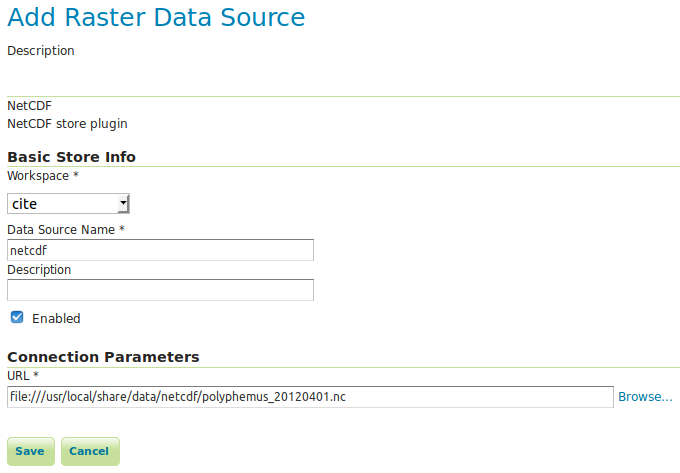 Add Raster Data Source
Description
NetCDF
NetCDF store plugin
Basic Store Info
Workspace *
cite
Data Source Name *
netcdf
Description
Enabled
Connection Parameters
URL *
file:///usr/local/share/data/netcdf/polyphemus_20120401.nc Browse...
Save Cancel